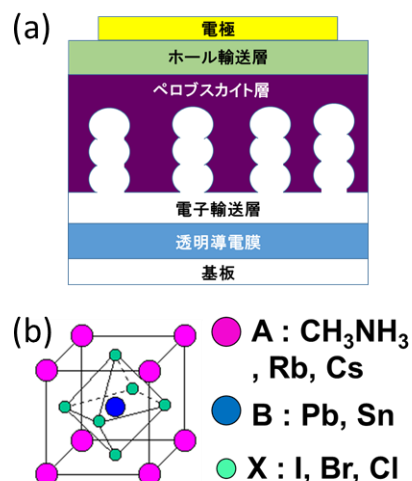 (a)
電極
ホール輸送層
ペロブスカイト層
電子輸送層
透明導電膜
基板
(b)
A : CH₃NH₃
, Rb, Cs
B : Pb, Sn
X : I, Br, Cl